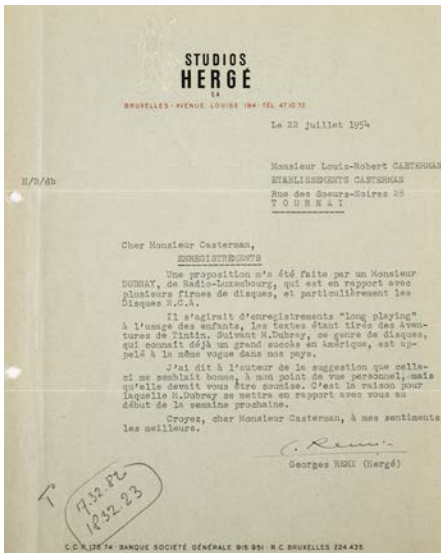 STUDIOS
HERGÉ
S.A
BRUXELLES · AVENUE LOUISE 194 · TÉL. 47.10.72
Le 22 juillet 1954
Monsieur Louis-Robert CASTERMAN
ETABLISSEMENTS CASTERMAN
Rue des Soeurs-Noires 28
TOURNAI
H/R/db
Cher Monsieur Casterman,
ENREGISTREMENTS
Une proposition m'a été faite par un Monsieur
DUBRAY, de Radio-Luxembourg, qui est en rapport avec
plusieurs firmes de disques, et particulièrement les
Disques R.C.A.
Il s'agirait d'enregistrements "long playing"
à l'usage des enfants, les textes étant tirés des Aven-
tures de Tintin. Suivant M.Dubray, ce genre de disques,
qui connait déjà un grand succès en Amérique, est ap-
pelé à la même vogue dans nos pays.
J'ai dit à l'auteur de la suggestion que celle-
ci me semblait bonne, à mon point de vue personnel, mais
qu'elle devait vous être soumise. C'est la raison pour
laquelle M.Dubray se mettra en rapport avec vous au
début de la semaine prochaine.
Croyez, cher Monsieur Casterman, à mes sentiments
les meilleurs.
Georges REMI (Hergé)
C.C.P. 175 74 · BANQUE SOCIÉTÉ GÉNÉRALE 915 951 · R.C. BRUXELLES 224 435